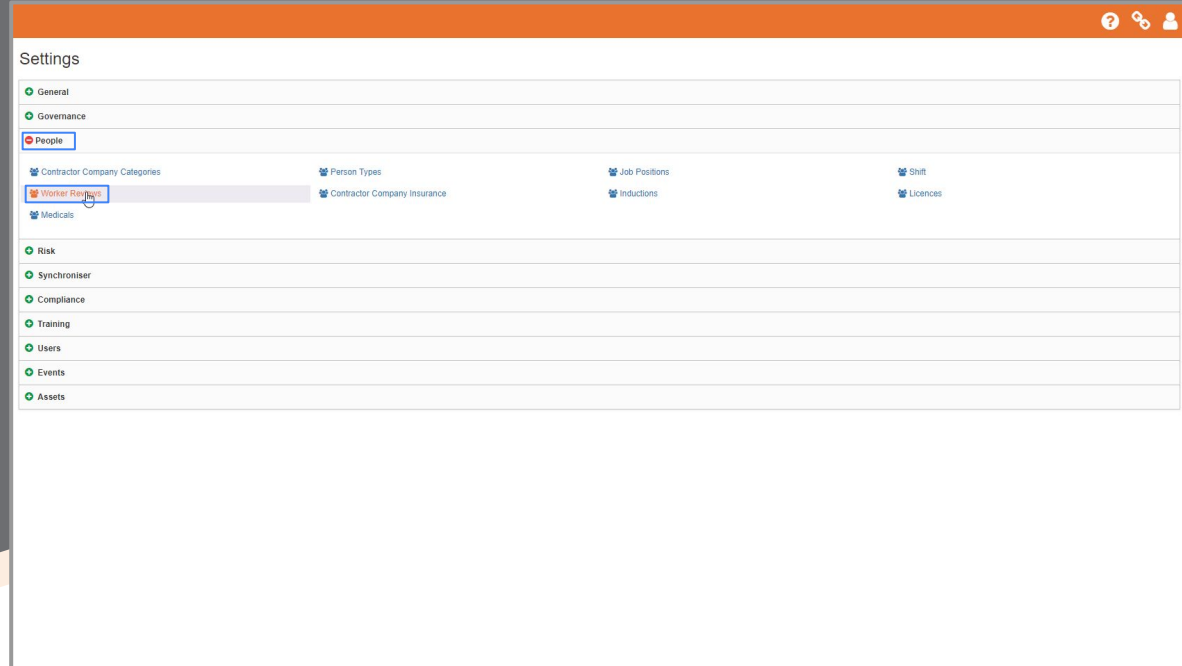 Settings
General
Governance
People
Contractor Company Categories Person Types Job Positions Shift
Worker Reviews Contractor Company Insurance Inductions Licences
Medicals
Risk
Synchroniser
Compliance
Training
Users
Events
Assets